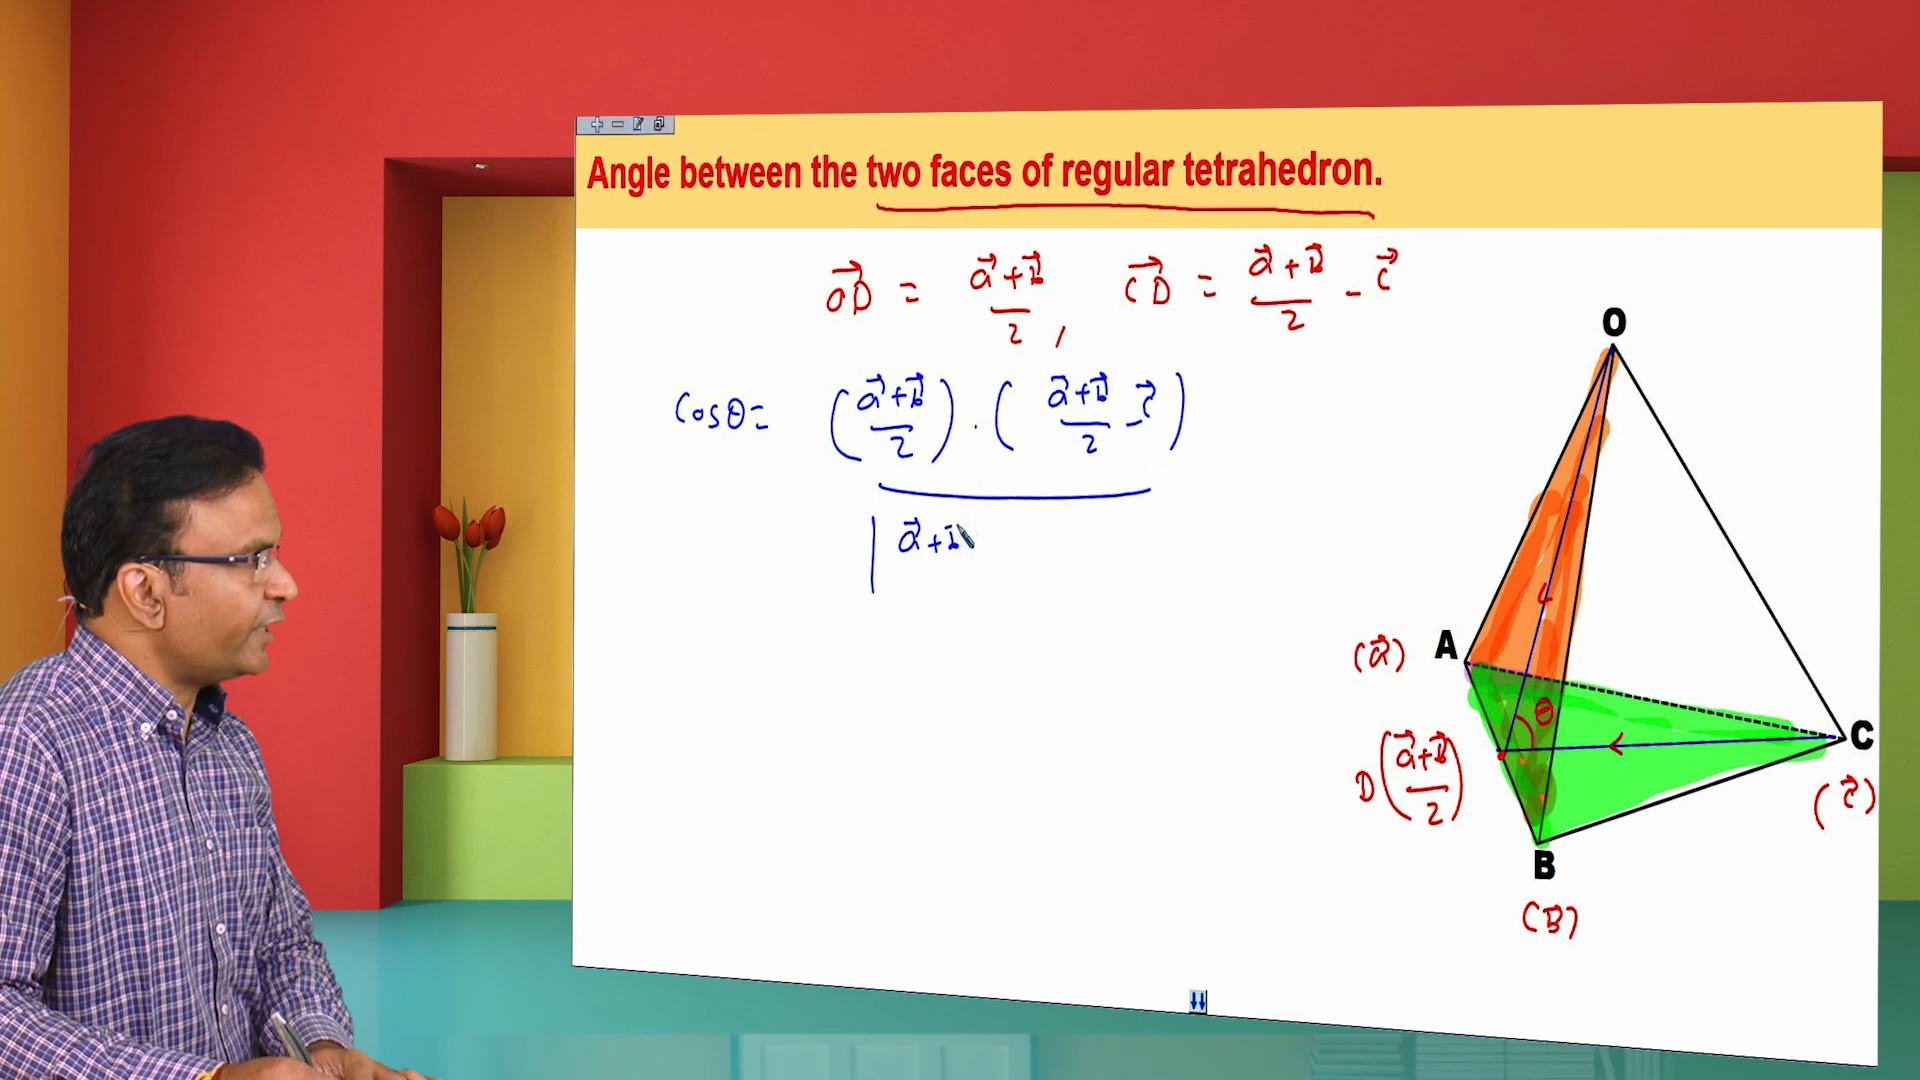 Angle between the two faces of regular tetrahedron.
→OD = (→a + →b)/2 , →CD = (→a + →b)/2 - →c
Cosθ = ((→a + →b)/2) · ((→a + →b)/2 - →c)
| →a + b
O
A
(→a)
θ
C
(→c)
D((→a + →b)/2)
B
(→b)